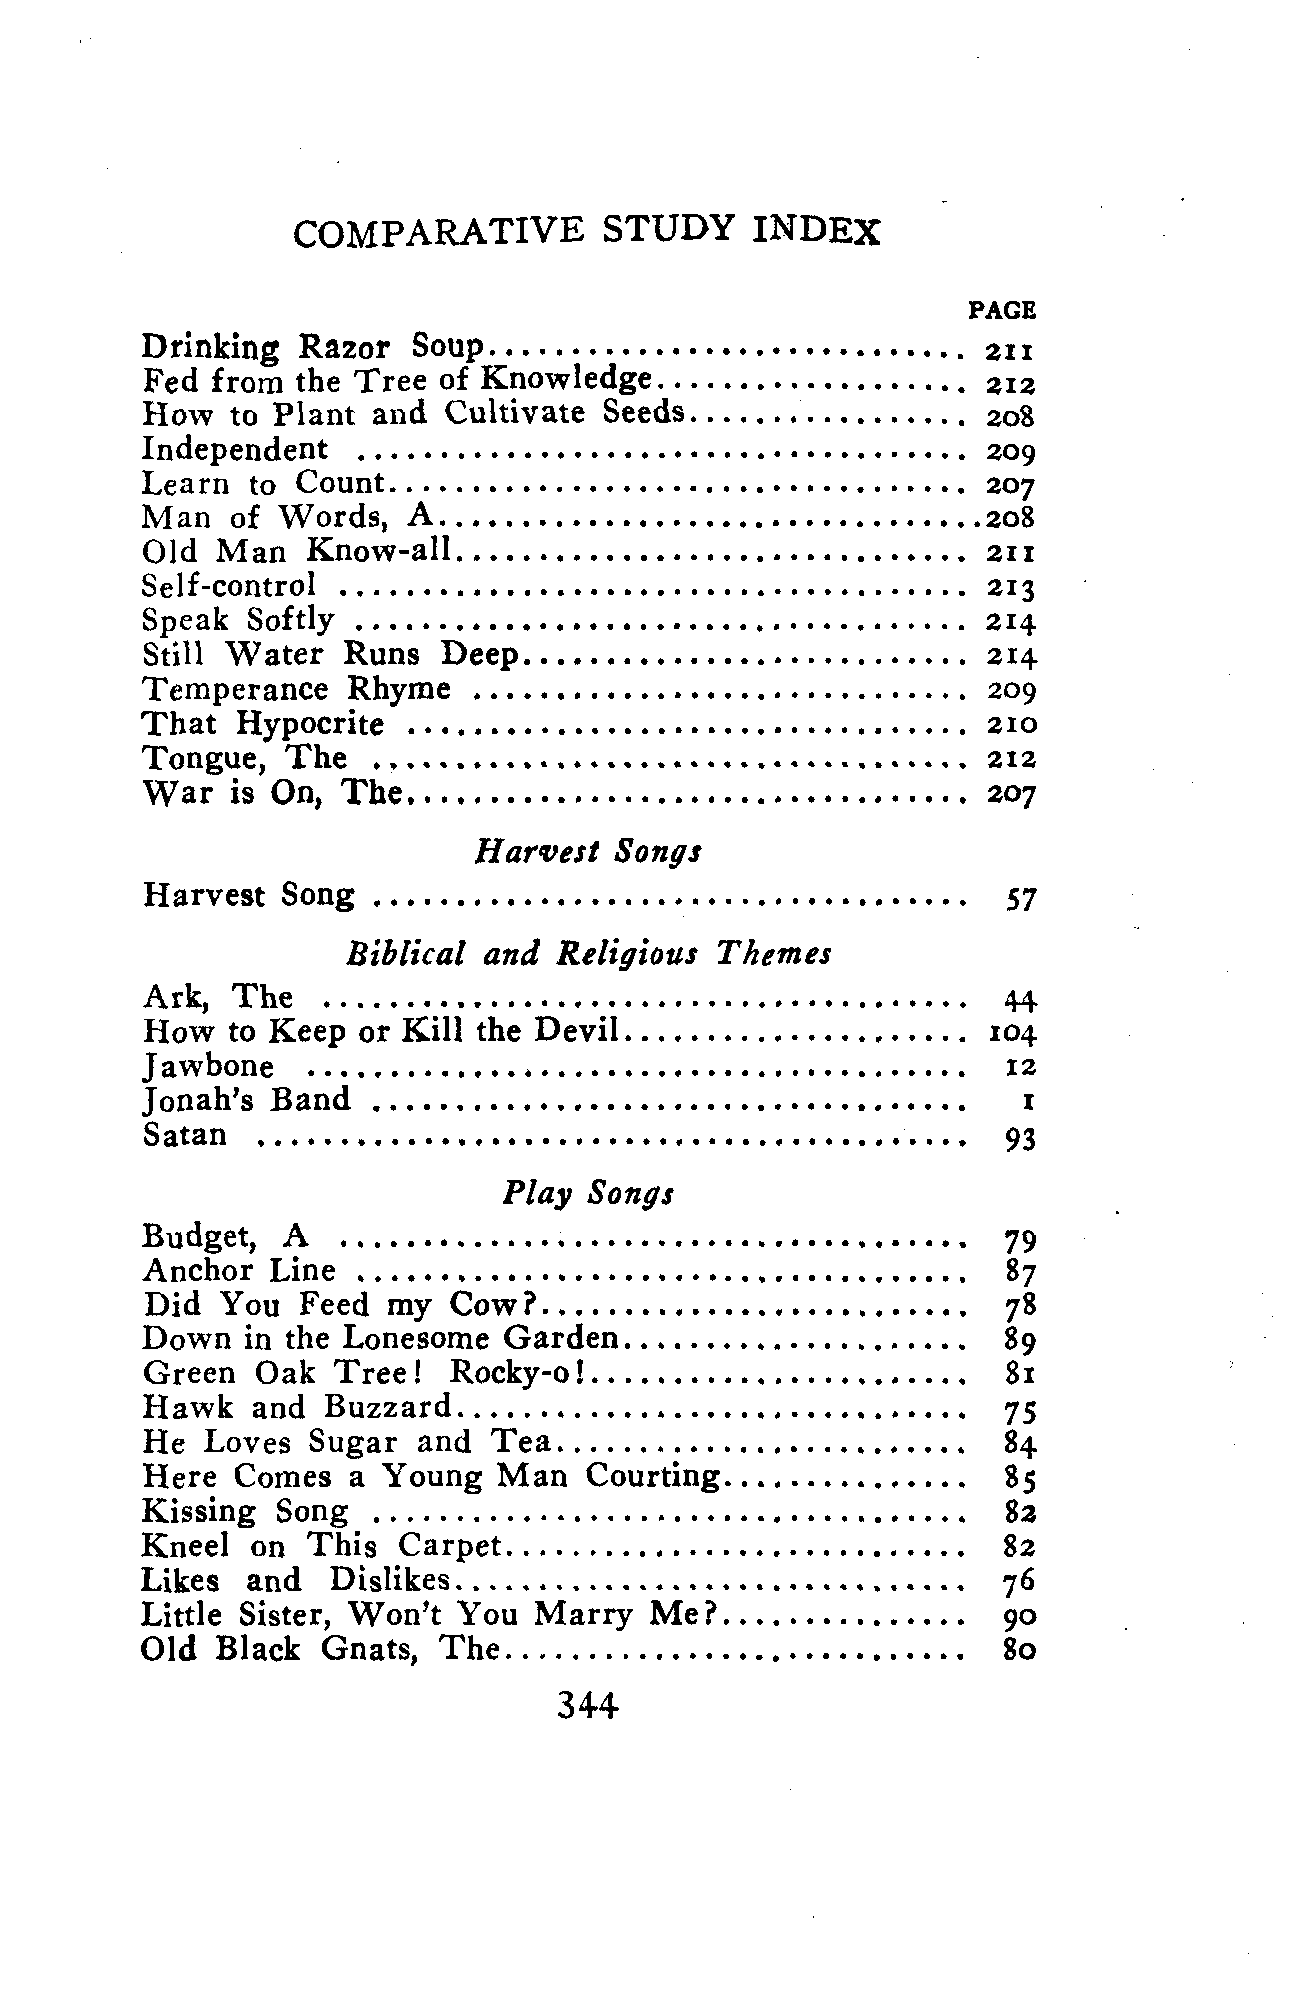 COMPARATIVE STUDY INDEX
PAGE
Drinking Razor Soup............................. 211
Fed from the Tree of Knowledge................... 212
How to Plant and Cultivate Seeds................. 208
Independent ..................................... 209
Learn to Count................................... 207
Man of Words, A.................................208
Old Man Know-all............................... 211
Self-control ...................................... 213
Speak Softly ..................................... 214
Still Water Runs Deep........................... 214
Temperance Rhyme .............................. 209
That Hypocrite .................................. 210
Tongue, The .................................... 212
War is On, The.................................. 207
Harvest Songs
Harvest Song .................................... 57
Biblical and Religious Themes
Ark, The ....................................... 44
How to Keep or Kill the Devil..................... 104
Jawbone ........................................ 12
Jonah's Band .................................... 1
Satan ........................................... 93
Play Songs
Budget, A ...................................... 79
Anchor Line ..................................... 87
Did You Feed my Cow?.......................... 78
Down in the Lonesome Garden..................... 89
Green Oak Tree! Rocky-o!....................... 81
Hawk and Buzzard............................... 75
He Loves Sugar and Tea......................... 84
Here Comes a Young Man Courting............... 85
Kissing Song .................................... 82
Kneel on This Carpet............................ 82
Likes and Dislikes............................... 76
Little Sister, Won't You Marry Me?............... 90
Old Black Gnats, The............................ 80
344